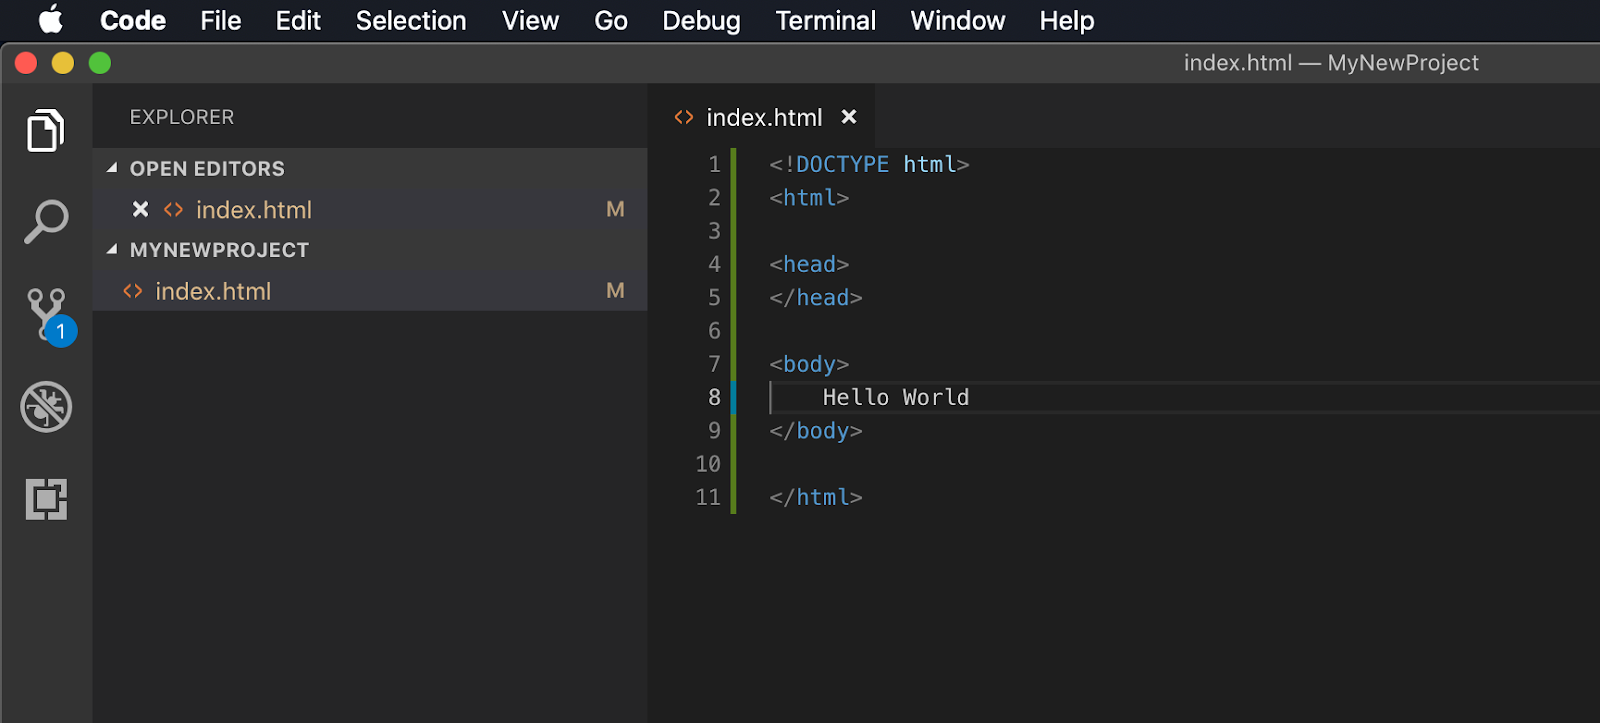 Code File Edit Selection View Go Debug Terminal Window Help
index.html — MyNewProject
EXPLORER
OPEN EDITORS
index.html M
MYNEWPROJECT
index.html M
1
index.html
1 <!DOCTYPE html>
2 <html>
3
4 <head>
5 </head>
6
7 <body>
8 Hello World
9 </body>
10
11 </html>